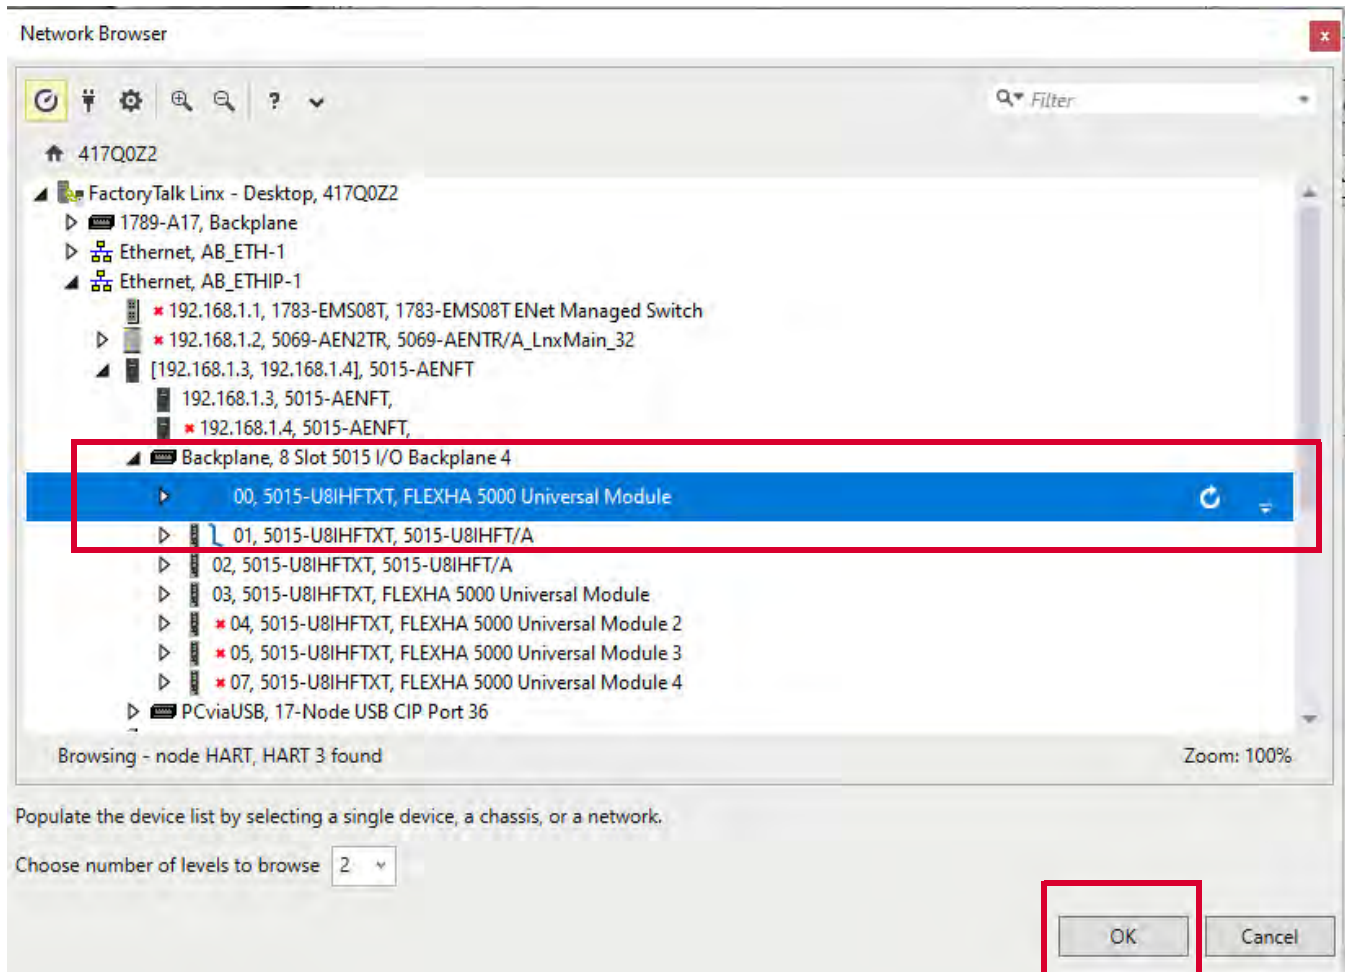 Network Browser
Filter
417Q0Z2
FactoryTalk Linx - Desktop, 417Q0Z2
1789-A17, Backplane
Ethernet, AB_ETH-1
Ethernet, AB_ETHIP-1
192.168.1.1, 1783-EMS08T, 1783-EMS08T ENet Managed Switch
192.168.1.2, 5069-AEN2TR, 5069-AENTR/A_LnxMain_32
[192.168.1.3, 192.168.1.4], 5015-AENFT
192.168.1.3, 5015-AENFT,
192.168.1.4, 5015-AENFT,
Backplane, 8 Slot 5015 I/O Backplane 4
00, 5015-U8IHFTXT, FLEXHA 5000 Universal Module
01, 5015-U8IHFTXT, 5015-U8IHFT/A
02, 5015-U8IHFTXT, 5015-U8IHFT/A
03, 5015-U8IHFTXT, FLEXHA 5000 Universal Module
04, 5015-U8IHFTXT, FLEXHA 5000 Universal Module 2
05, 5015-U8IHFTXT, FLEXHA 5000 Universal Module 3
07, 5015-U8IHFTXT, FLEXHA 5000 Universal Module 4
PCviaUSB, 17-Node USB CIP Port 36
Browsing - node HART, HART 3 found Zoom: 100%
Populate the device list by selecting a single device, a chassis, or a network.
Choose number of levels to browse 2
OK Cancel